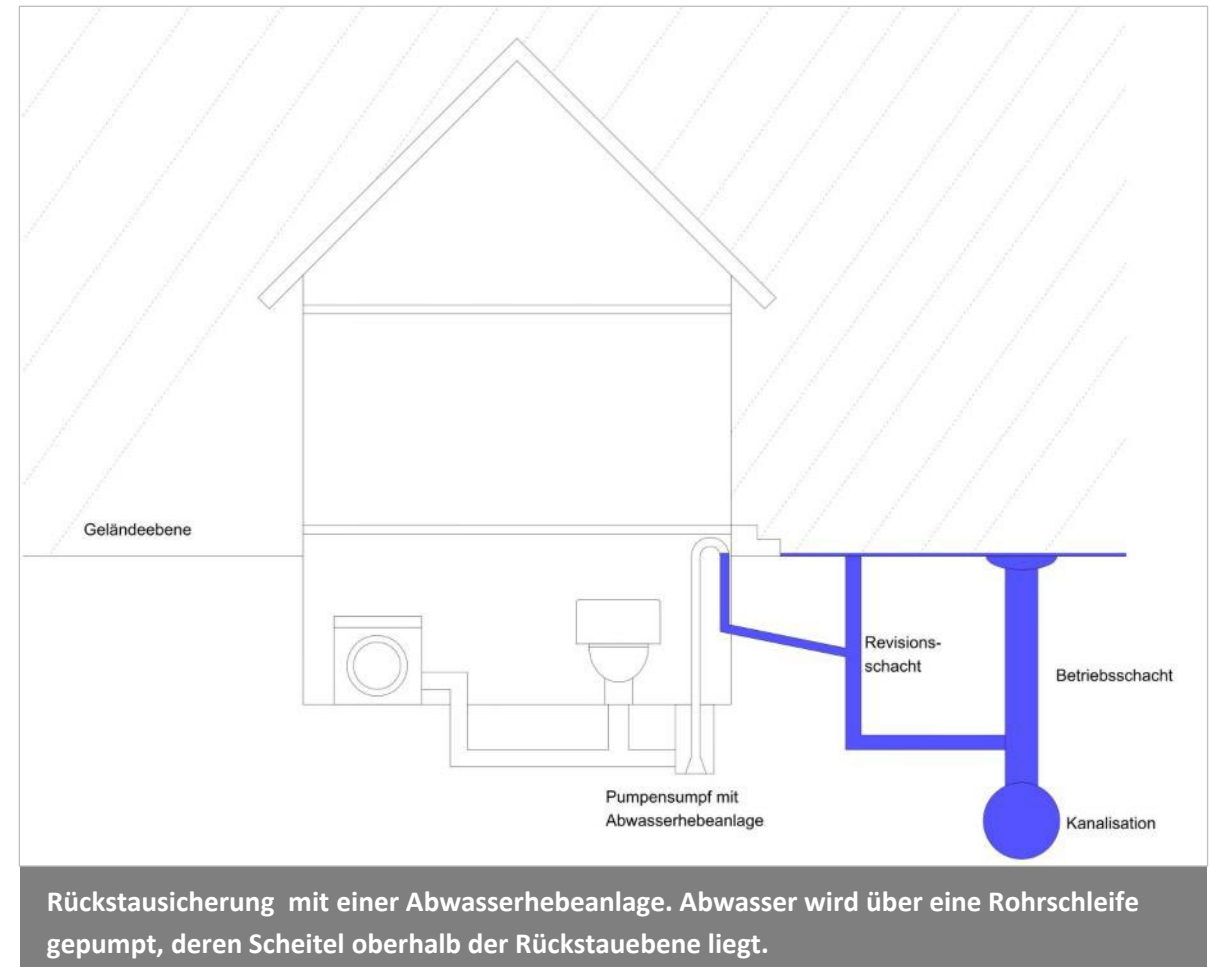 Geländeebene
Revisions-
schacht
Betriebsschacht
Pumpensumpf mit
Abwasserhebeanlage
Kanalisation
Rückstausicherung  mit einer Abwasserhebeanlage. Abwasser wird über eine Rohrschleife
gepumpt, deren Scheitel oberhalb der Rückstauebene liegt.